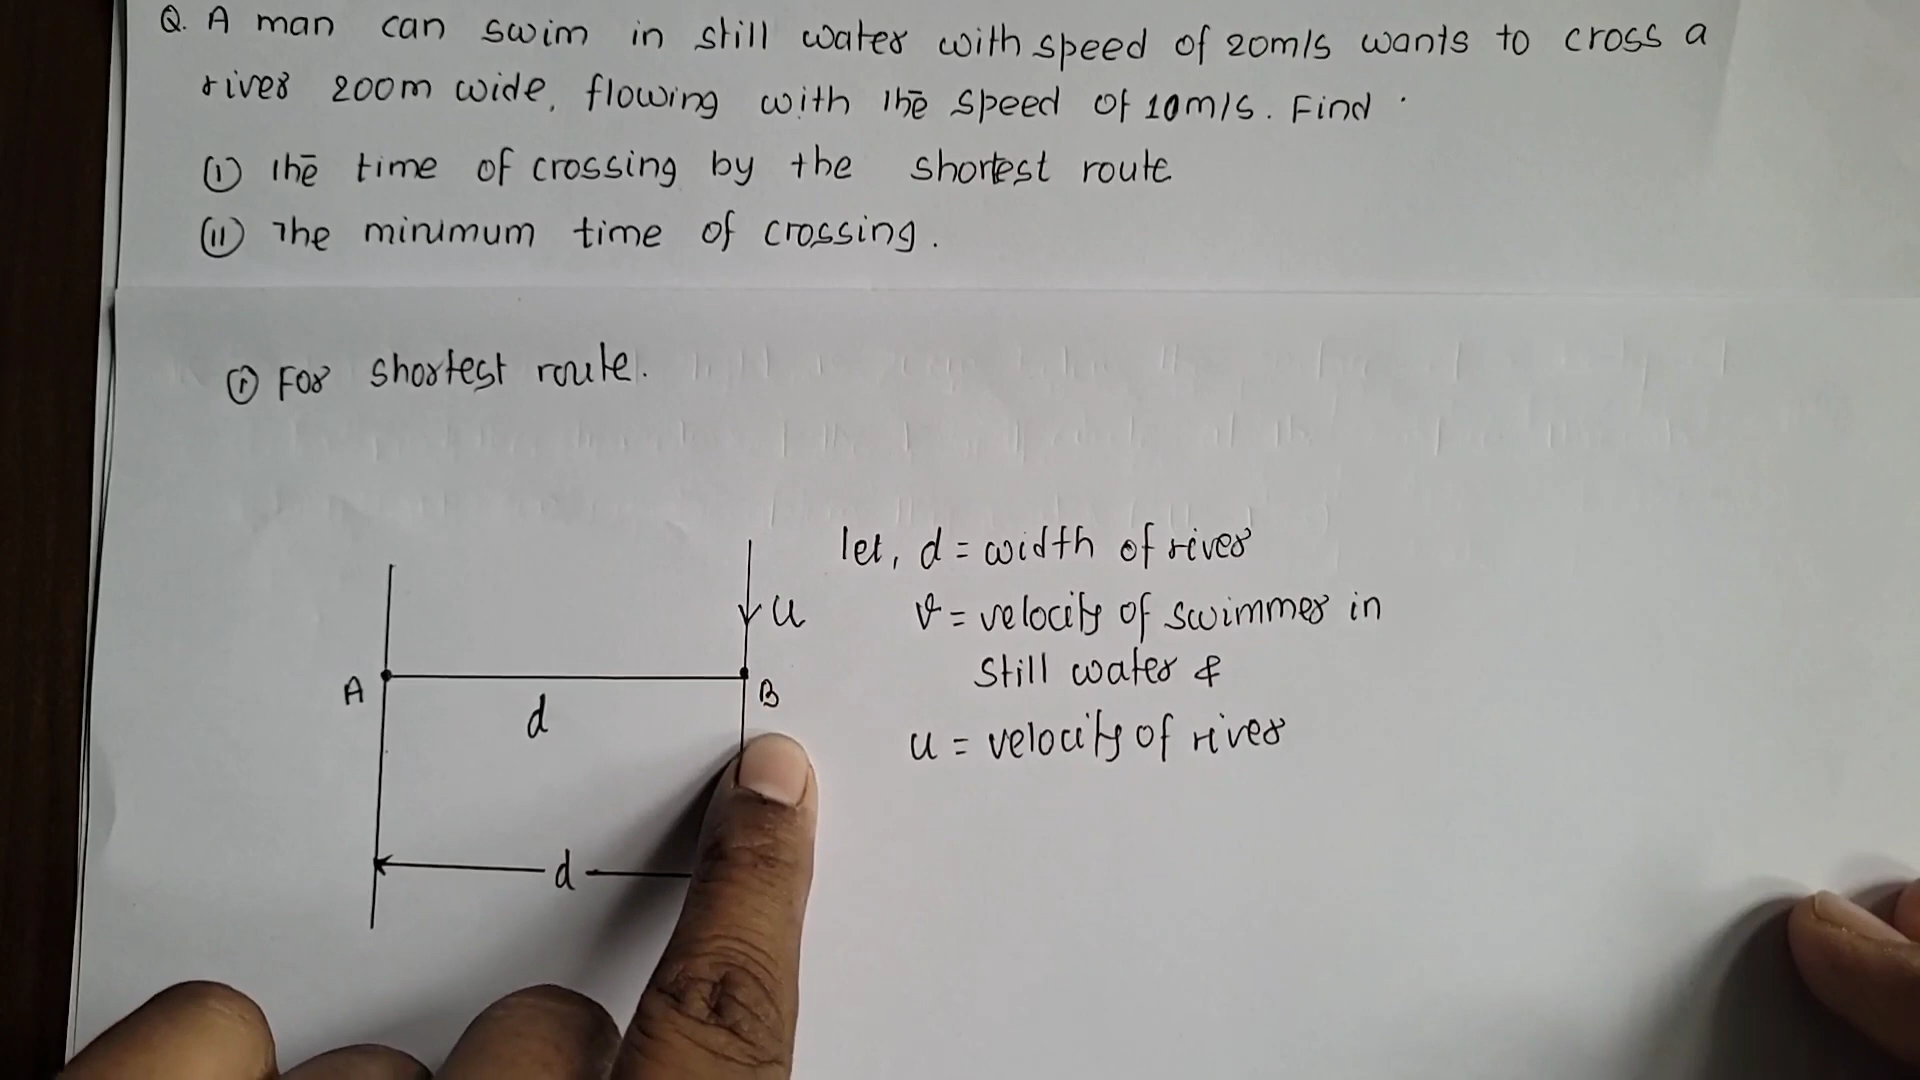 Q. A man can swim in still water with speed of 20m/s wants to cross a
river 200m wide, flowing with the speed of 10m/s. Find
(i) the time of crossing by the shortest route
(ii) The minimum time of crossing.
(i) For shortest route.
let, d = width of river
v = velocity of swimmer in
still water &
u = velocity of river
u
A
B
d
d